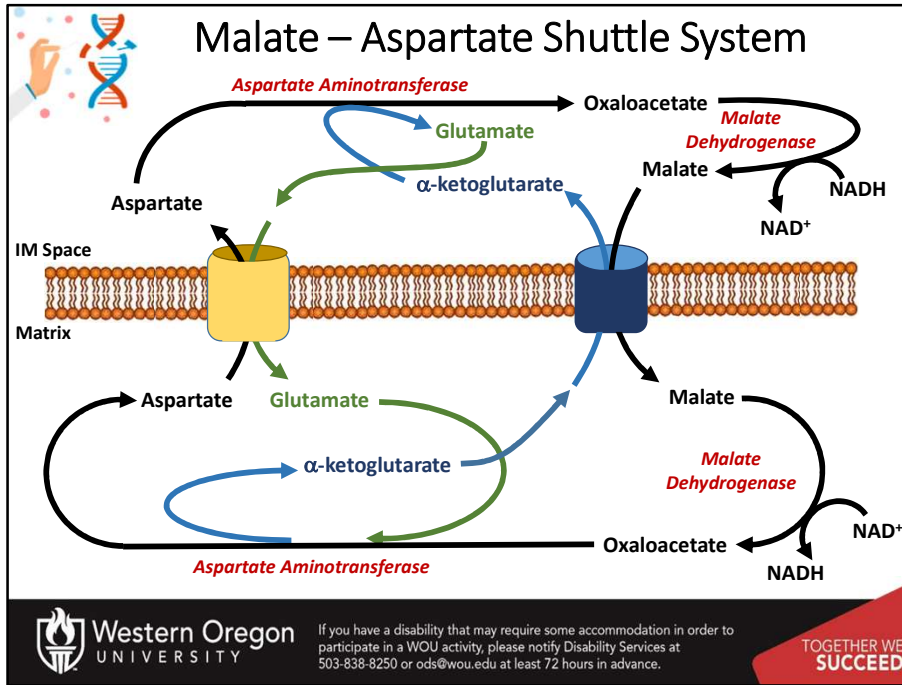 Malate – Aspartate Shuttle System
Aspartate Aminotransferase
Oxaloacetate
Malate
Dehydrogenase
Glutamate
Malate
α-ketoglutarate
NADH
Aspartate
NAD⁺
IM Space
Matrix
Aspartate
Glutamate
Malate
α-ketoglutarate
Malate
Dehydrogenase
NAD⁺
Oxaloacetate
Aspartate Aminotransferase
NADH
Western Oregon
UNIVERSITY
If you have a disability that may require some accommodation in order to
participate in a WOU activity, please notify Disability Services at
503-838-8250 or ods@wou.edu at least 72 hours in advance.
TOGETHER WE
SUCCEED